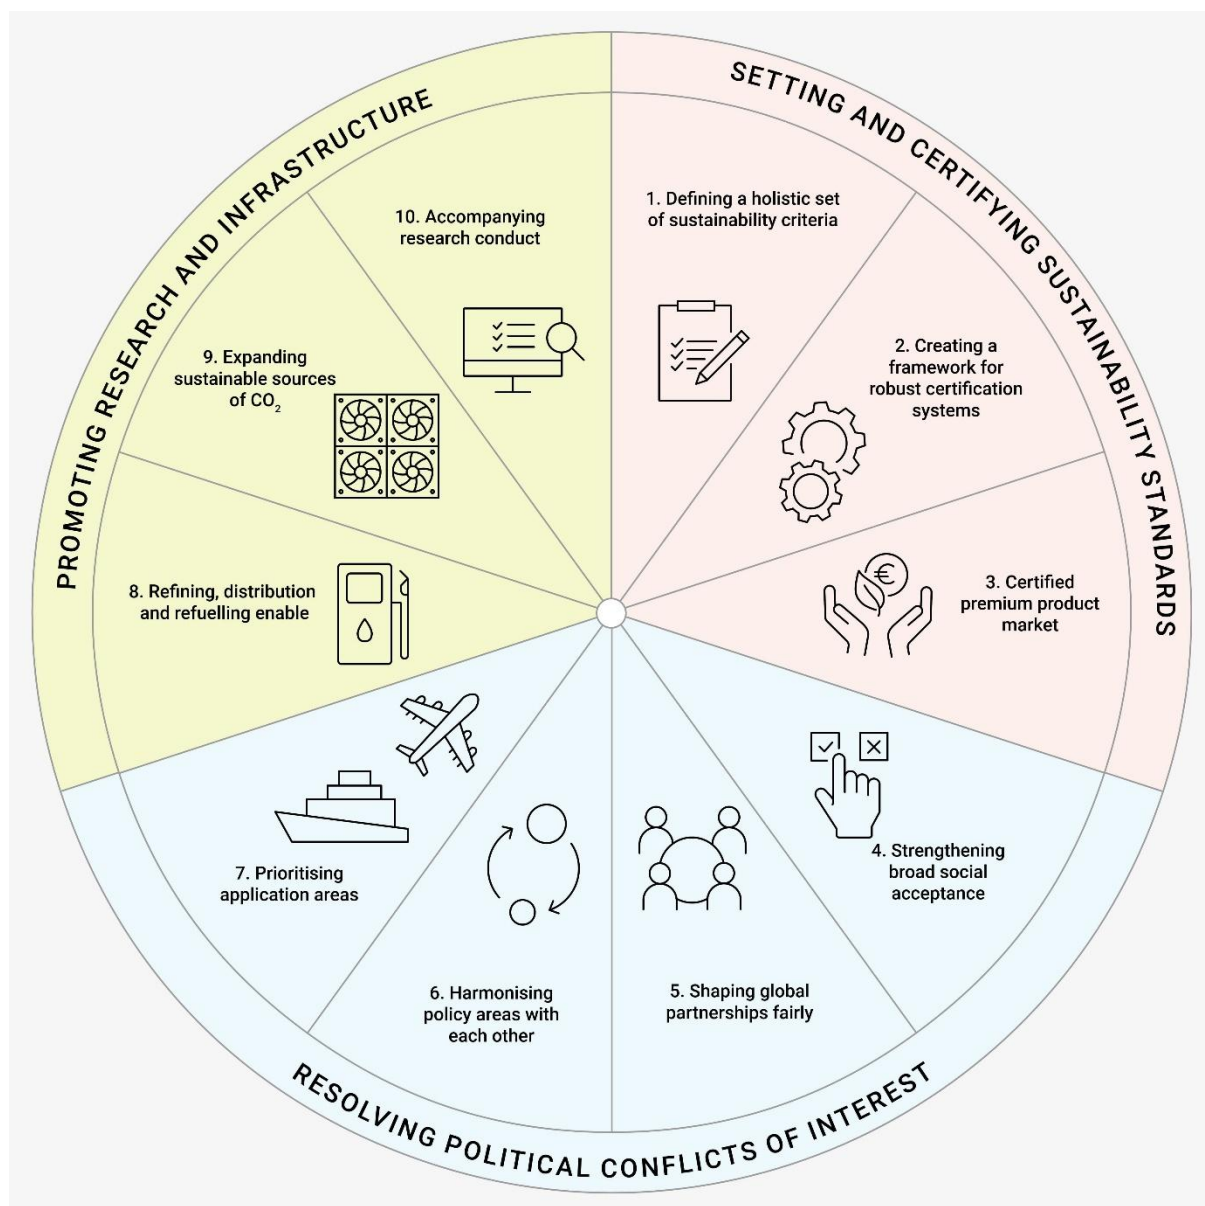 SETTING AND CERTIFYING SUSTAINABILITY STANDARDS
1. Defining a holistic set
of sustainability criteria
2. Creating a
framework for
robust certification
systems
3. Certified
premium product
market
RESOLVING POLITICAL CONFLICTS OF INTEREST
4. Strengthening
broad social
acceptance
5. Shaping global
partnerships fairly
6. Harmonising
policy areas with
each other
7. Prioritising
application areas
PROMOTING RESEARCH AND INFRASTRUCTURE
8. Refining, distribution
and refuelling enable
9. Expanding
sustainable sources
of CO₂
10. Accompanying
research conduct
€